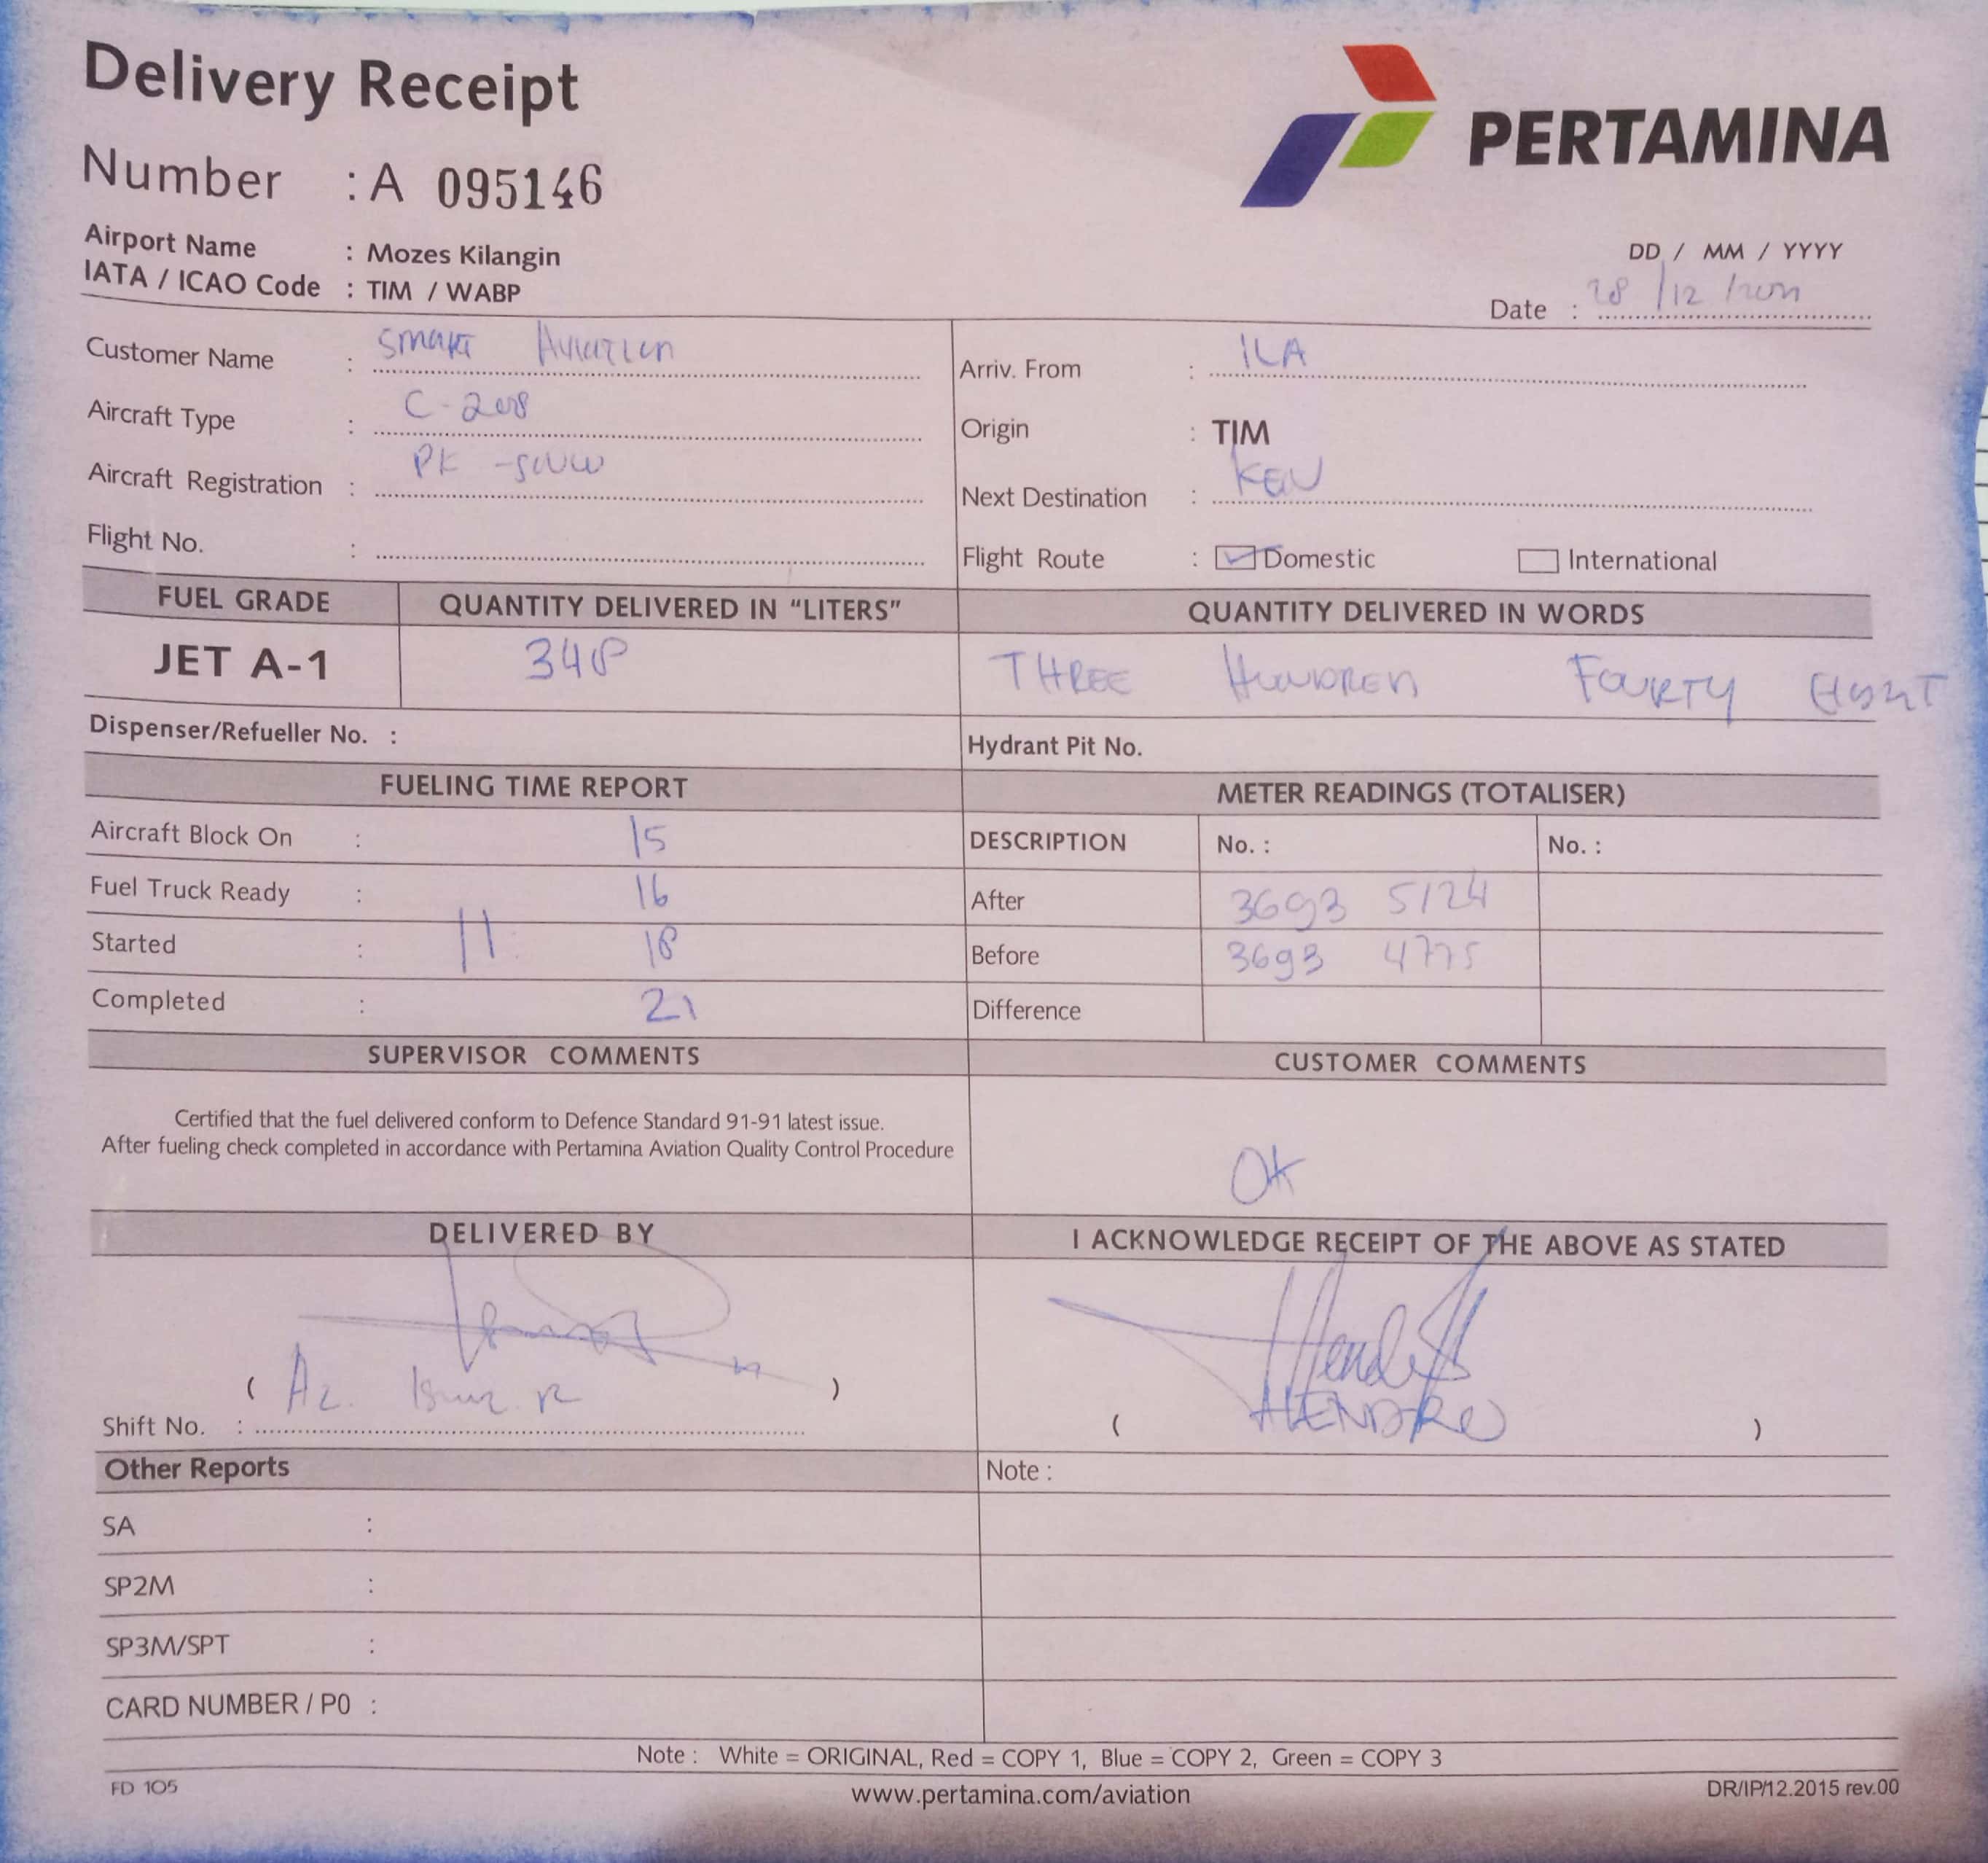 Delivery Receipt
PERTAMINA
Number : A 095146
Airport Name : Mozes Kilangin
IATA / ICAO Code : TIM / WABP
DD / MM / YYYY
Date : 28 / 12 /
Customer Name : Smart Aviation
Arriv. From : ILA
Aircraft Type : C-208
Origin : TIM
Aircraft Registration : PK -
Next Destination :
Flight No. :
Flight Route : Domestic International
FUEL GRADE QUANTITY DELIVERED IN "LITERS" QUANTITY DELIVERED IN WORDS
JET A-1 348 THREE HUNDRED FOURTY EIGHT
Dispenser/Refueller No. : Hydrant Pit No.
FUELING TIME REPORT METER READINGS (TOTALISER)
Aircraft Block On : 15 DESCRIPTION No. : No. :
Fuel Truck Ready : 16 After 3693 5124
Started : 11 18 Before 3693 4775
Completed : 21 Difference
SUPERVISOR COMMENTS CUSTOMER COMMENTS
Certified that the fuel delivered conform to Defence Standard 91-91 latest issue.
After fueling check completed in accordance with Pertamina Aviation Quality Control Procedure
OK
DELIVERED BY I ACKNOWLEDGE RECEIPT OF THE ABOVE AS STATED
( )
Shift No. :
( HENDRO )
Other Reports Note :
SA :
SP2M :
SP3M/SPT :
CARD NUMBER / P0 :
Note : White = ORIGINAL, Red = COPY 1, Blue = COPY 2, Green = COPY 3
FD 105 www.pertamina.com/aviation DR/IP/12.2015 rev.00